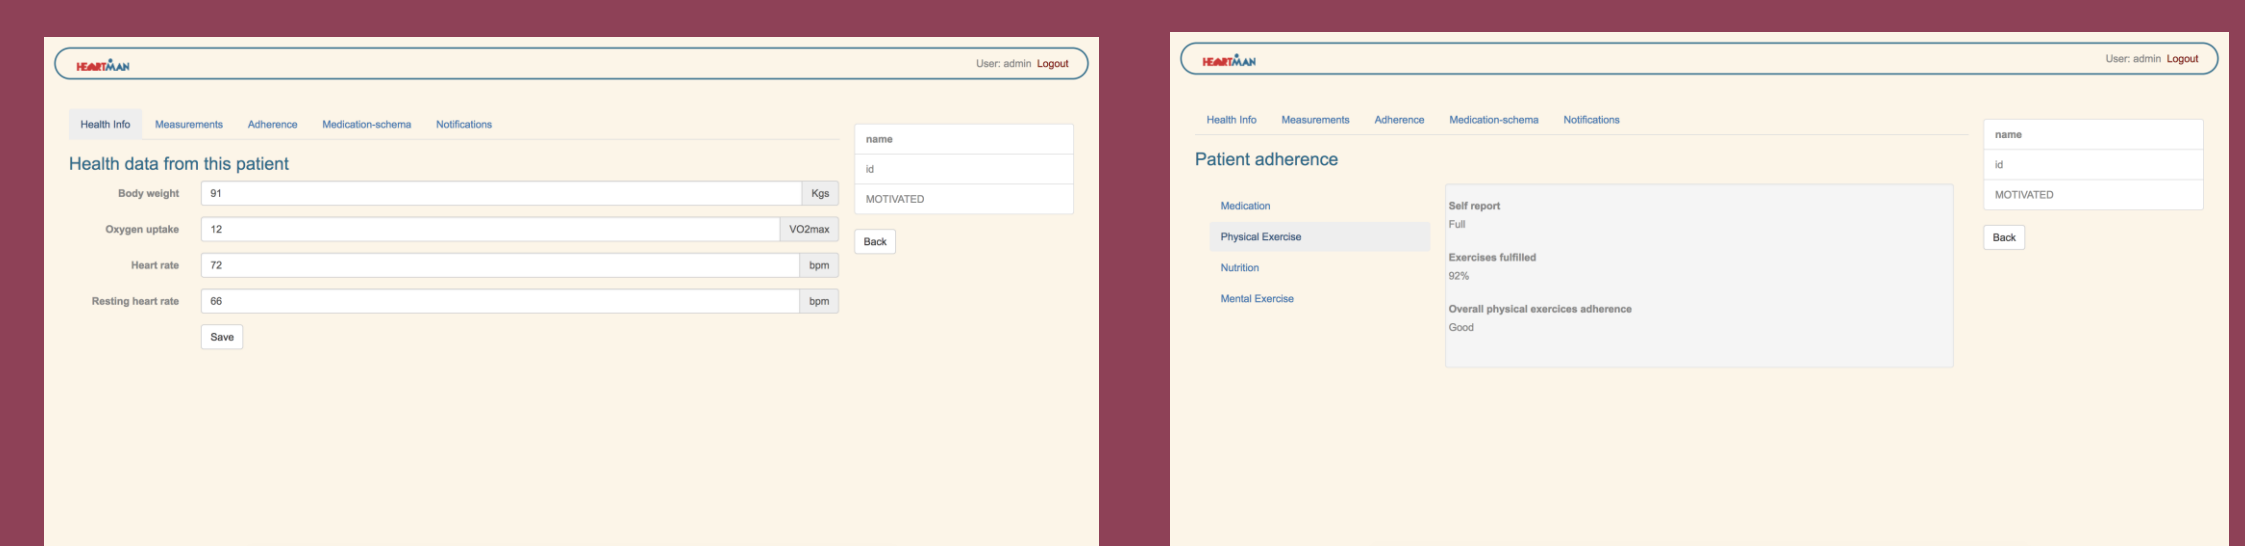 HEARTMAN
User: admin Logout
Health Info Measurements Adherence Medication-schema Notifications
Health data from this patient
Body weight 91 Kgs
Oxygen uptake 12 VO2max
Heart rate 72 bpm
Resting heart rate 66 bpm
Save
name
id
MOTIVATED
Back
HEARTMAN
User: admin Logout
Health Info Measurements Adherence Medication-schema Notifications
Patient adherence
Medication
Physical Exercise
Nutrition
Mental Exercise
Self report
Full
Exercises fulfilled
92%
Overall physical exercices adherence
Good
name
id
MOTIVATED
Back